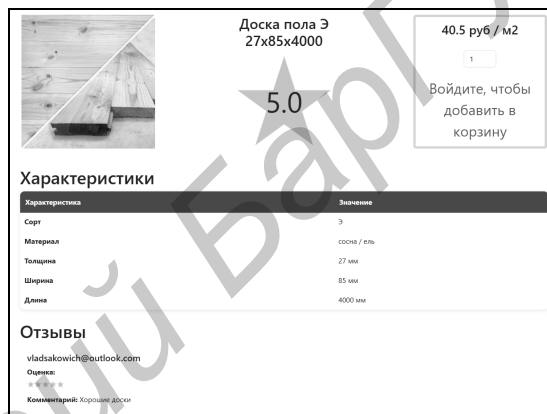 Доска пола Э
27x85x4000
5.0
40.5 руб / м2
1
Войдите, чтобы
добавить в
корзину
Характеристики
Характеристика Значение
Сорт Э
Материал сосна / ель
Толщина 27 мм
Ширина 85 мм
Длина 4000 мм
Отзывы
vladsakowich@outlook.com
Оценка:
Комментарий: Хорошие доски